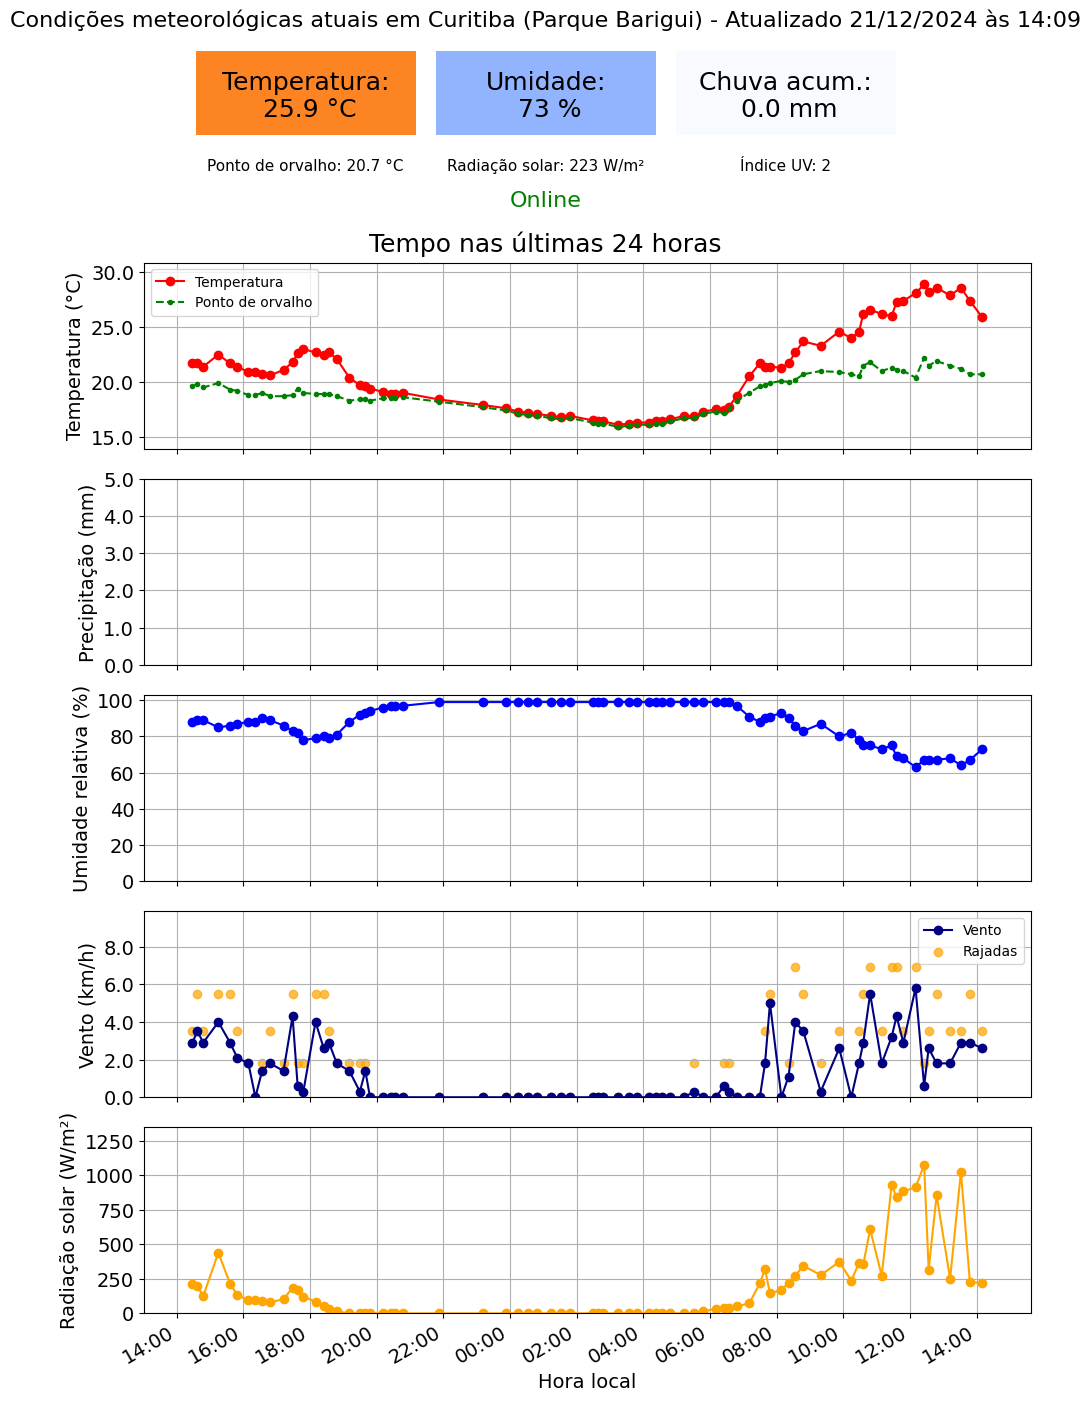 Condições meteorológicas atuais em Curitiba (Parque Barigui) - Atualizado 21/12/2024 às 14:09
Temperatura:
25.9 °C
Umidade:
73 %
Chuva acum.:
0.0 mm
Ponto de orvalho: 20.7 °C
Radiação solar: 223 W/m²
Índice UV: 2
Online
Tempo nas últimas 24 horas
Temperatura (°C)
30.0
25.0
20.0
15.0
Temperatura
Ponto de orvalho
Precipitação (mm)
5.0
4.0
3.0
2.0
1.0
0.0
Umidade relativa (%)
100
80
60
40
20
0
Vento (km/h)
8.0
6.0
4.0
2.0
0.0
Vento
Rajadas
Radiação solar (W/m²)
1250
1000
750
500
250
0
14:00
16:00
18:00
20:00
22:00
00:00
02:00
04:00
06:00
08:00
10:00
12:00
14:00
Hora local